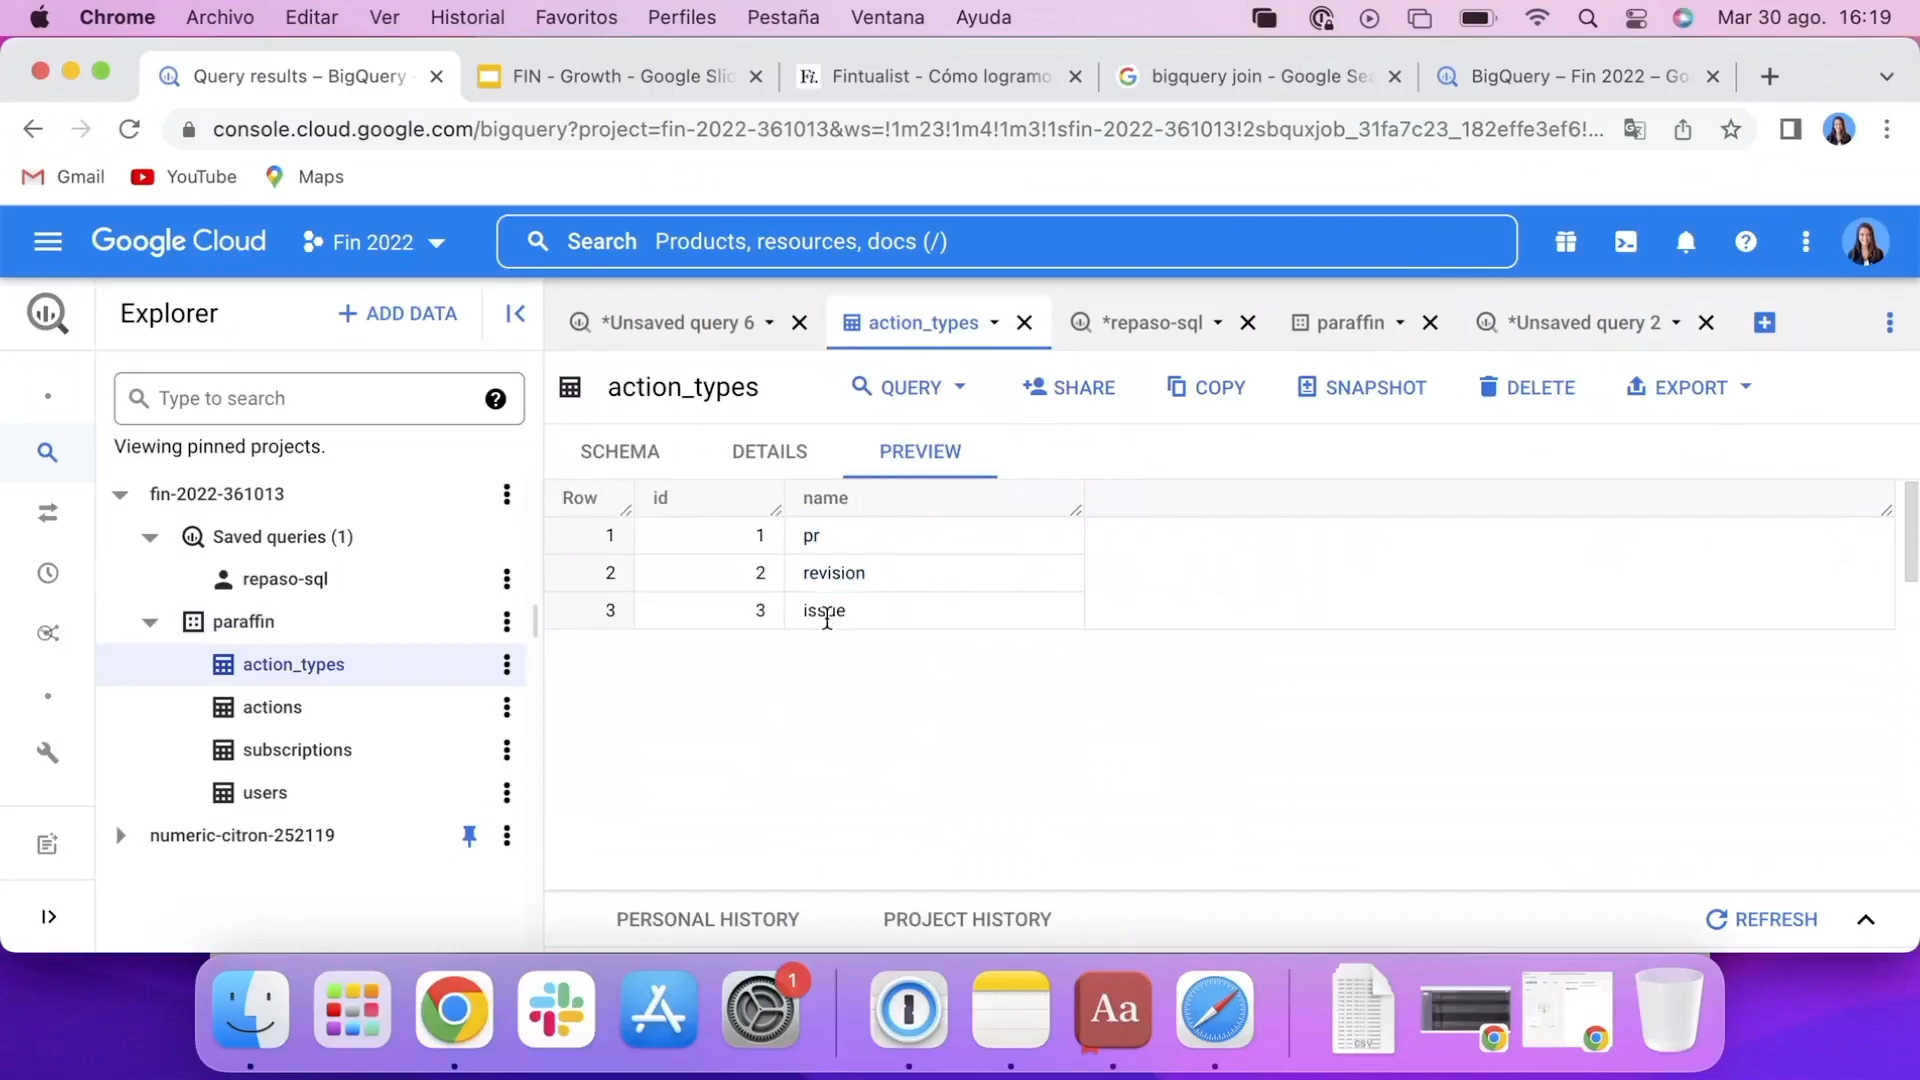 Chrome Archivo Editar Ver Historial Favoritos Perfiles Pestaña Ventana Ayuda Mar 30 ago. 16:19
Query results – BigQuery FIN - Growth - Google Slid Fi. Fintualist - Cómo logramo bigquery join - Google Sea BigQuery – Fin 2022 – Go
console.cloud.google.com/bigquery?project=fin-2022-361013&ws=!1m23!1m4!1m3!1sfin-2022-361013!2sbquxjob_31fa7c23_182effe3ef6!...
Gmail YouTube Maps
Google Cloud Fin 2022 Search Products, resources, docs (/)
Explorer + ADD DATA *Unsaved query 6 action_types *repaso-sql paraffin *Unsaved query 2
Type to search
action_types QUERY SHARE COPY SNAPSHOT DELETE EXPORT
Viewing pinned projects.
SCHEMA DETAILS PREVIEW
fin-2022-361013
Saved queries (1)
repaso-sql
paraffin
action_types
actions
subscriptions
users
numeric-citron-252119
Row id name
1 1 pr
2 2 revision
3 3 issue
PERSONAL HISTORY PROJECT HISTORY REFRESH
1
Aa
CSV